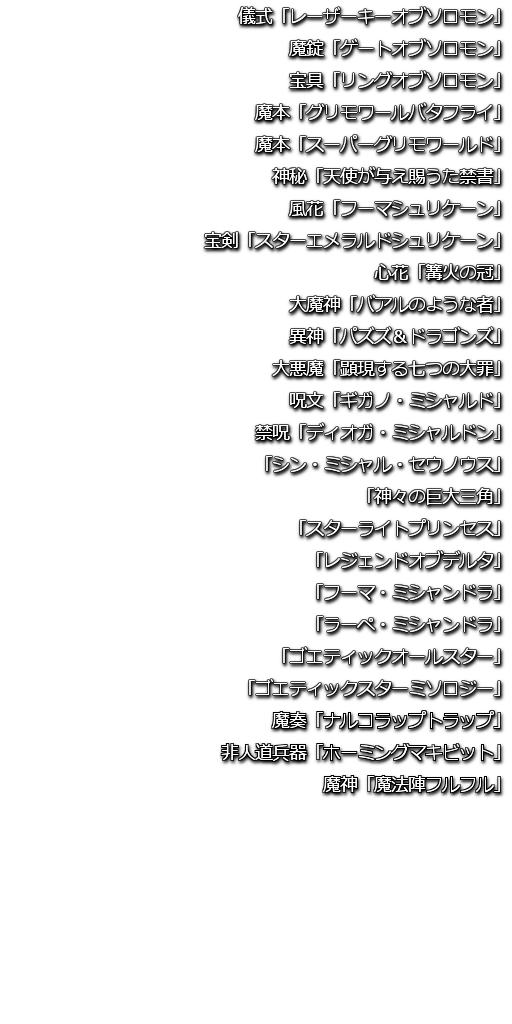 儀式「レーザーキーオブソロモン」
魔錠「ゲートオブソロモン」
宝具「リングオブソロモン」
魔本「グリモワールバタフライ」
魔本「スーパーグリモワールド」
神秘「天使が与え賜うた禁書」
風花「フーマシュリケーン」
宝剣「スターエメラルドシュリケーン」
心花「篝火の冠」
大魔神「バアルのような者」
異神「パズズ＆ドラゴンズ」
大悪魔「顕現する七つの大罪」
呪文「ギガノ・ミシャルド」
禁呪「ディオガ・ミシャルドン」
「シン・ミシャル・セウノウス」
「神々の巨大三角」
「スターライトプリンセス」
「レジェンドオブデルタ」
「フーマ・ミシャンドラ」
「ラーペ・ミシャンドラ」
「ゴエティックオールスター」
「ゴエティックスターミソロジー」
魔奏「ナルコラップトラップ」
非人道兵器「ホーミングマキビット」
魔神「魔法陣フルフル」